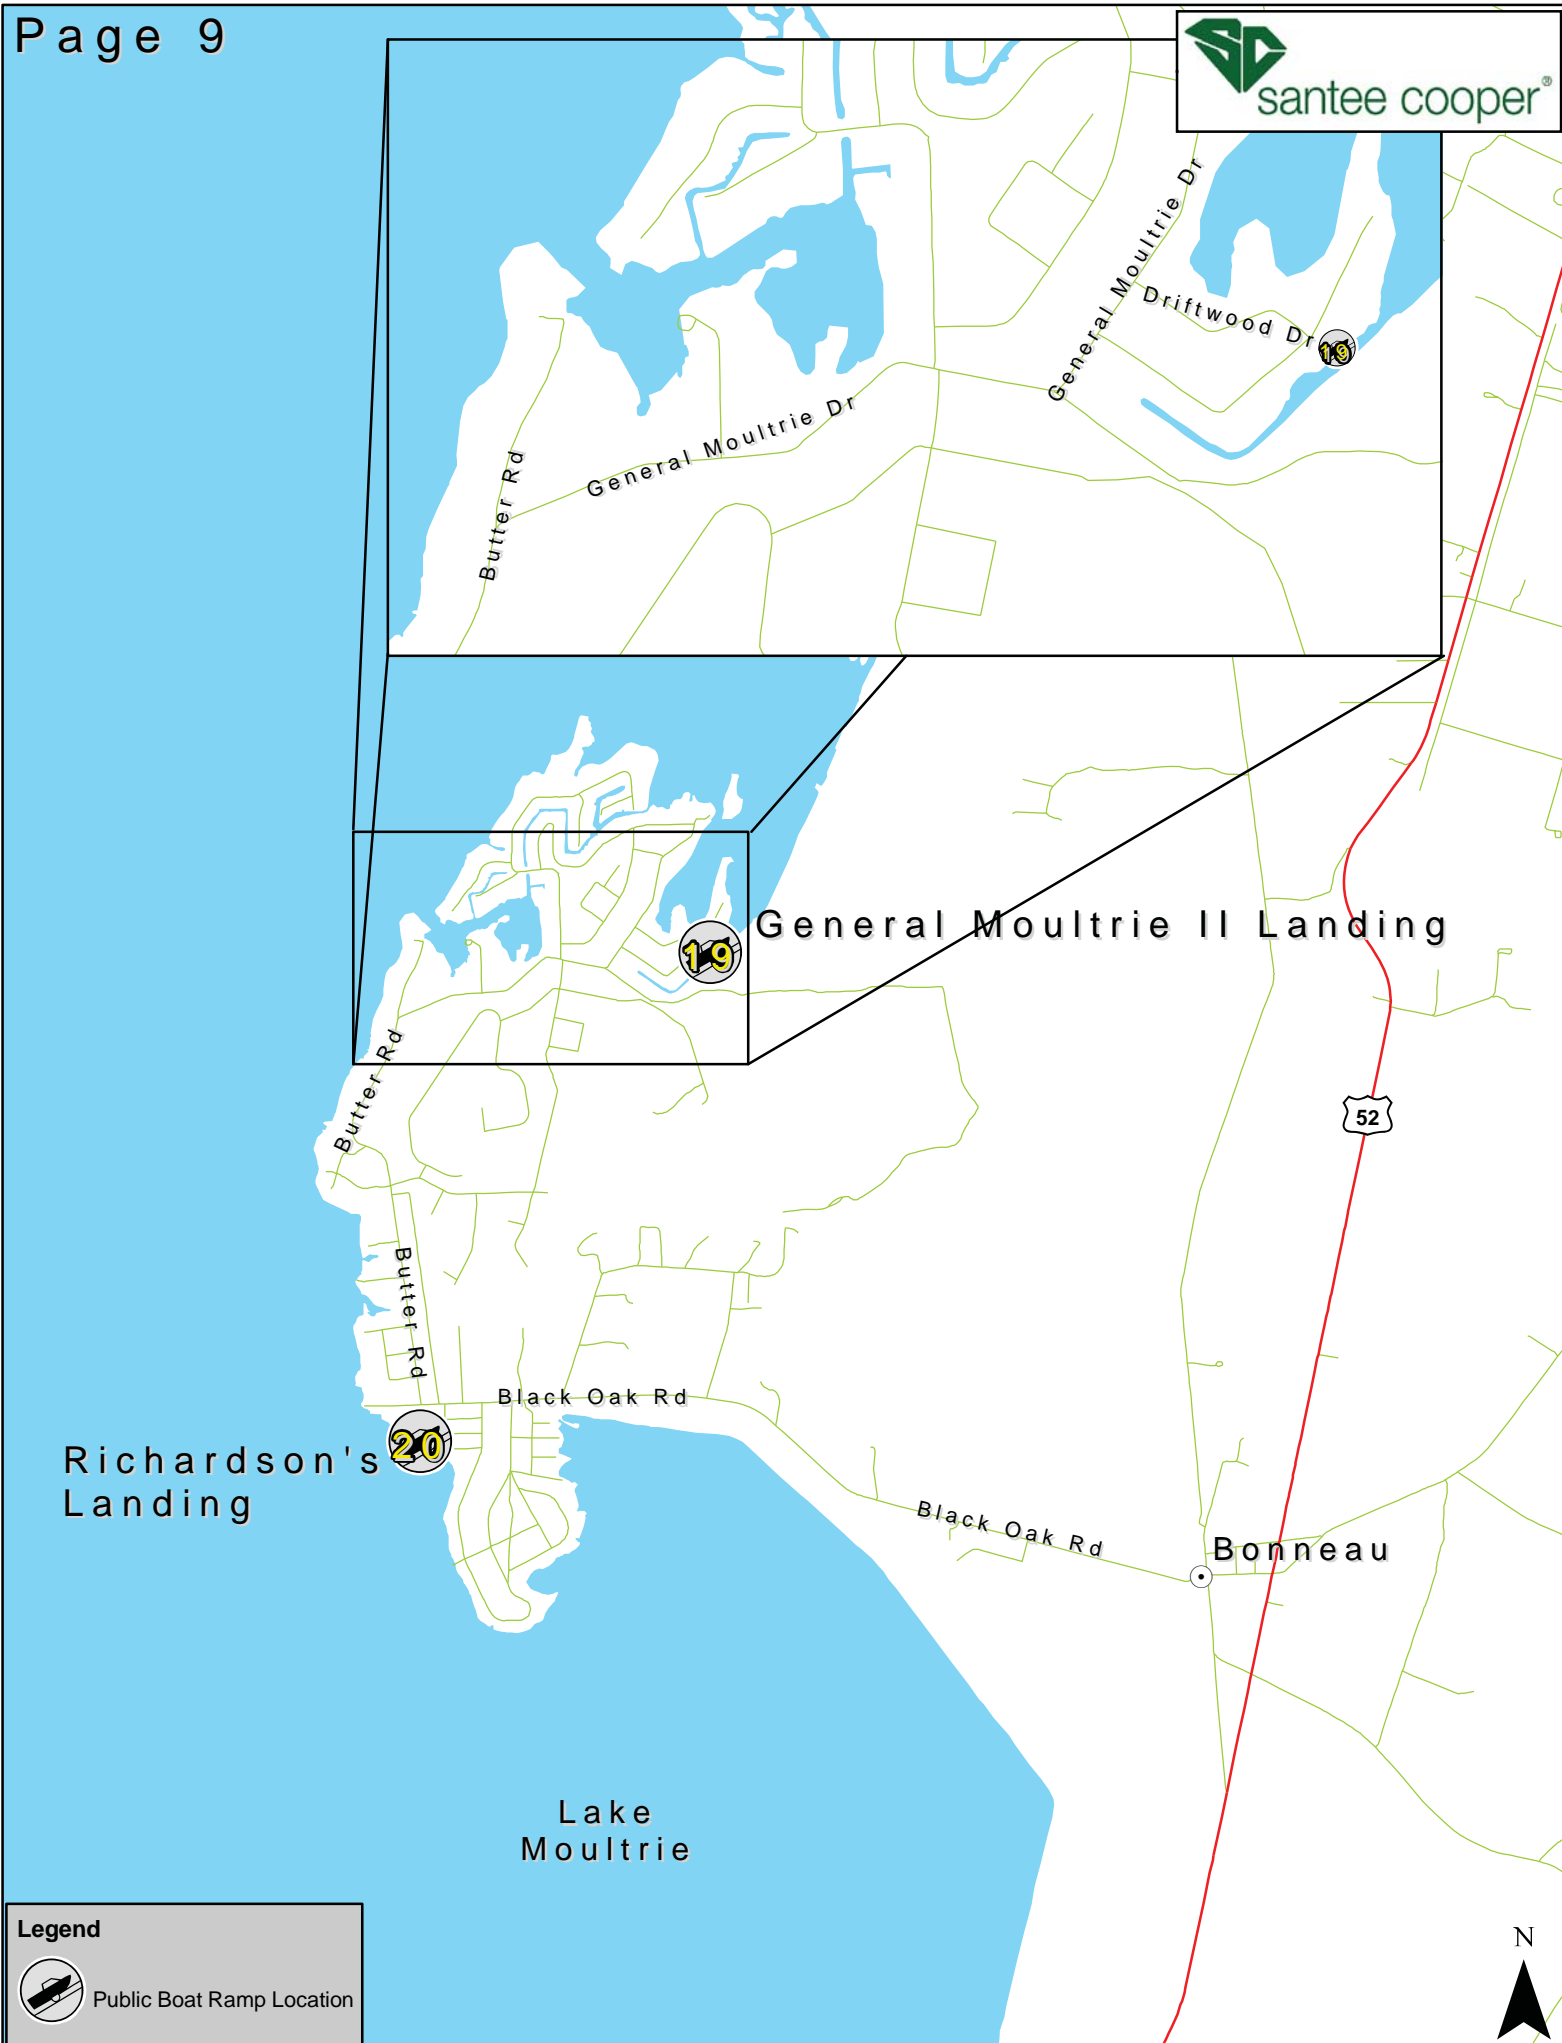 Page 9
SC
santee cooper®
General Moultrie Dr
Driftwood Dr
19
General Moultrie Dr
Butter Rd
General Moultrie II Landing
19
Butter Rd
52
Butter Rd
Black Oak Rd
20
Richardson's
Landing
Black Oak Rd
Bonneau
Lake
Moultrie
Legend
Public Boat Ramp Location
N